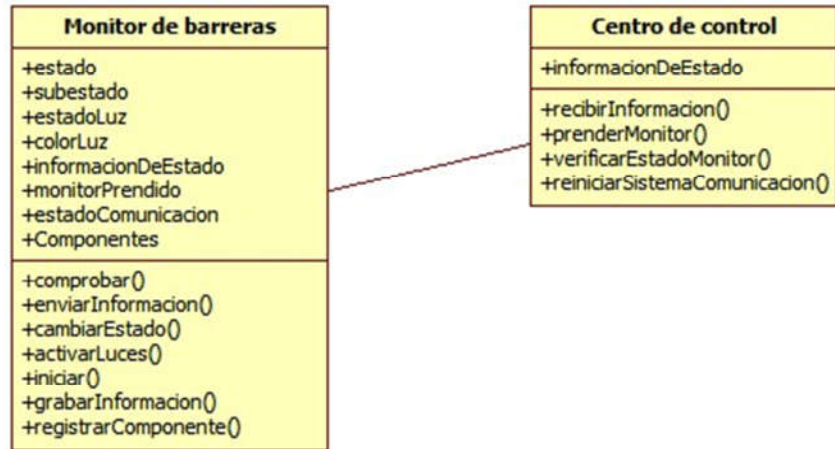 Monitor de barreras
+estado
+subestado
+estadoLuz
+colorLuz
+informacionDeEstado
+monitorPrendido
+estadoComunicacion
+Componentes
+comprobar()
+enviarInformacion()
+cambiarEstado()
+activarLuces()
+iniciar()
+grabarInformacion()
+registrarComponente()
Centro de control
+informacionDeEstado
+recibirInformacion()
+prenderMonitor()
+verificarEstadoMonitor()
+reiniciarSistemaComunicacion()